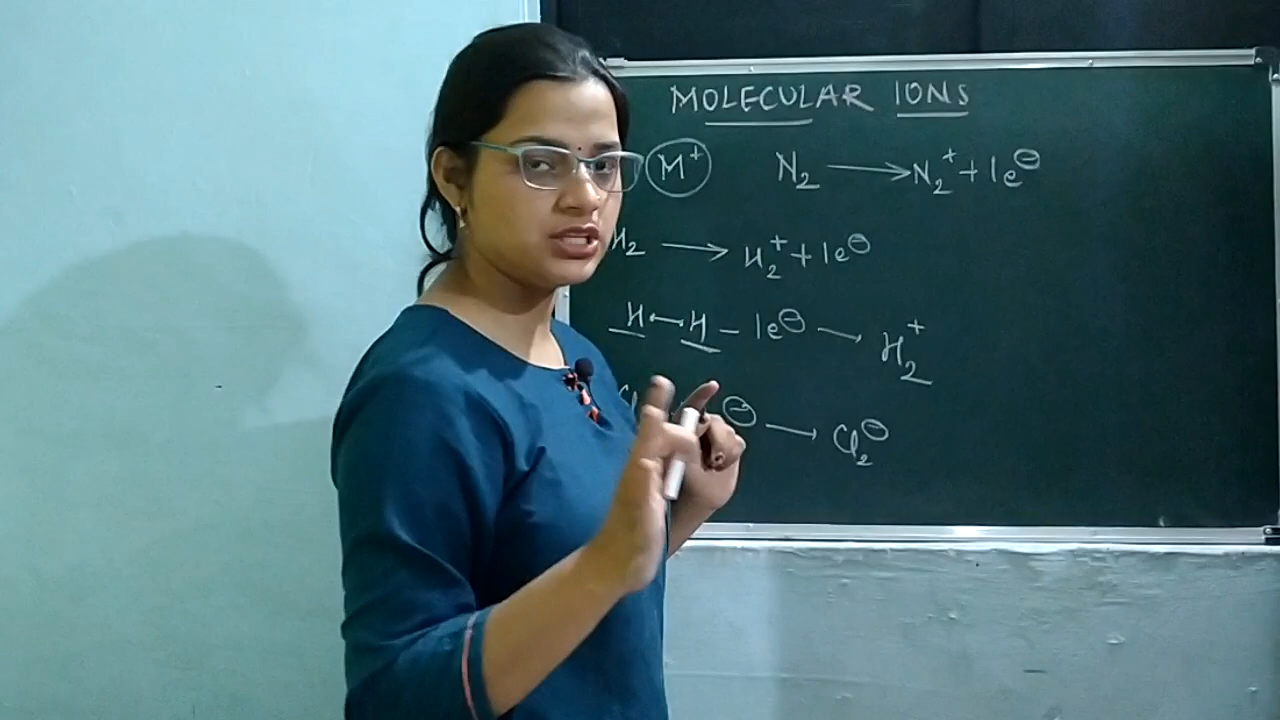 MOLECULAR IONS
M⁺ N₂ → N₂⁺ + 1e⊖
H₂ → H₂⁺ + 1e⊖
H–H – 1e⊖ → H₂⁺
⊖ → Cl₂⊖